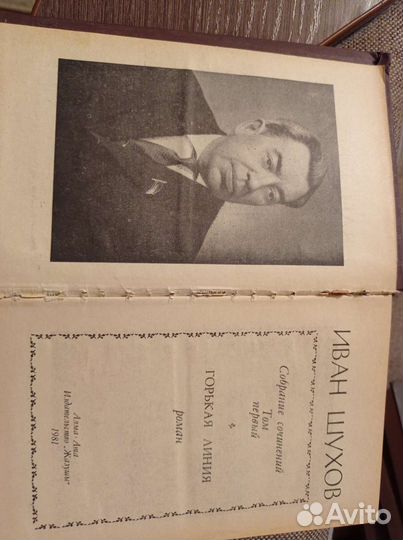 ИВАН ШУХОВ
Собрание сочинений
Том
первый
ГОРЬКАЯ ЛИНИЯ
роман
Алма-Ата
Издательство „Жазушы“
1981
Avito